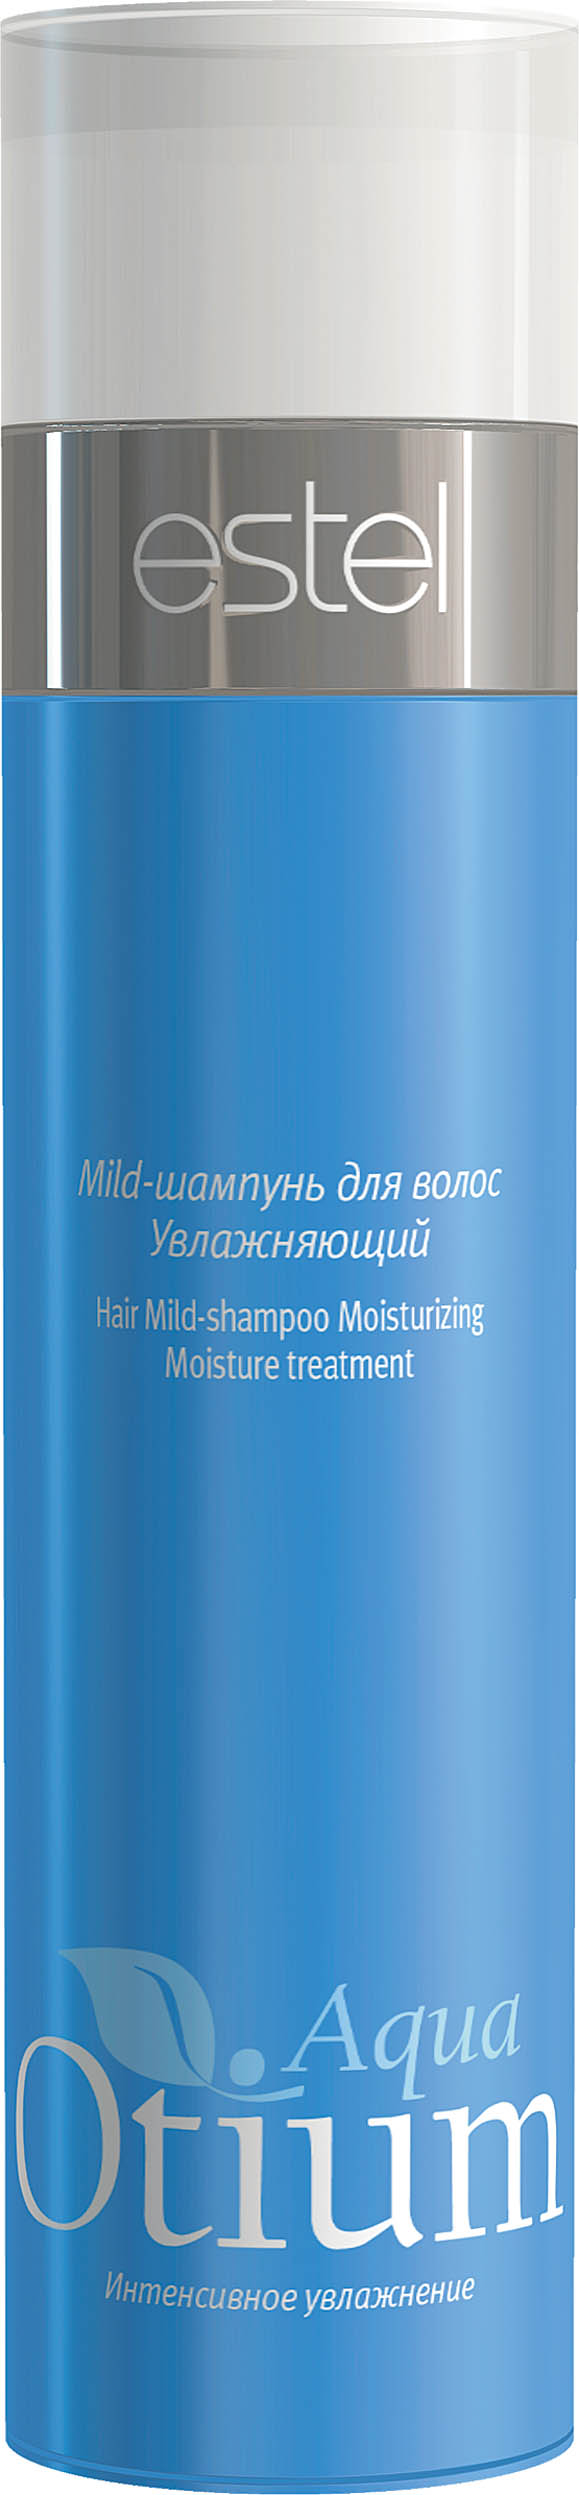 estel
Mild-шампунь для волос
Увлажняющий
Hair Mild-shampoo Moisturizing
Moisture treatment
Aqua
Otium
Интенсивное увлажнение